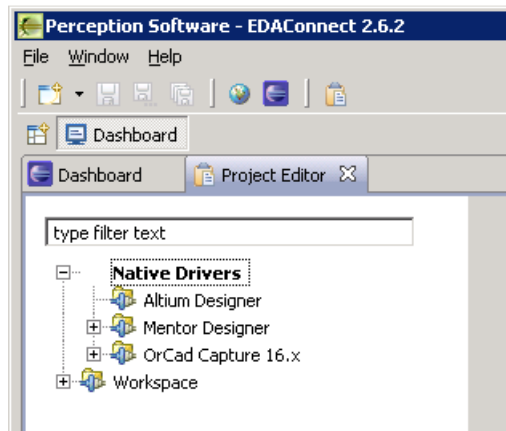 Perception Software - EDAConnect 2.6.2
File Window Help
Dashboard
Dashboard Project Editor
type filter text
Native Drivers
Altium Designer
Mentor Designer
OrCad Capture 16.x
Workspace